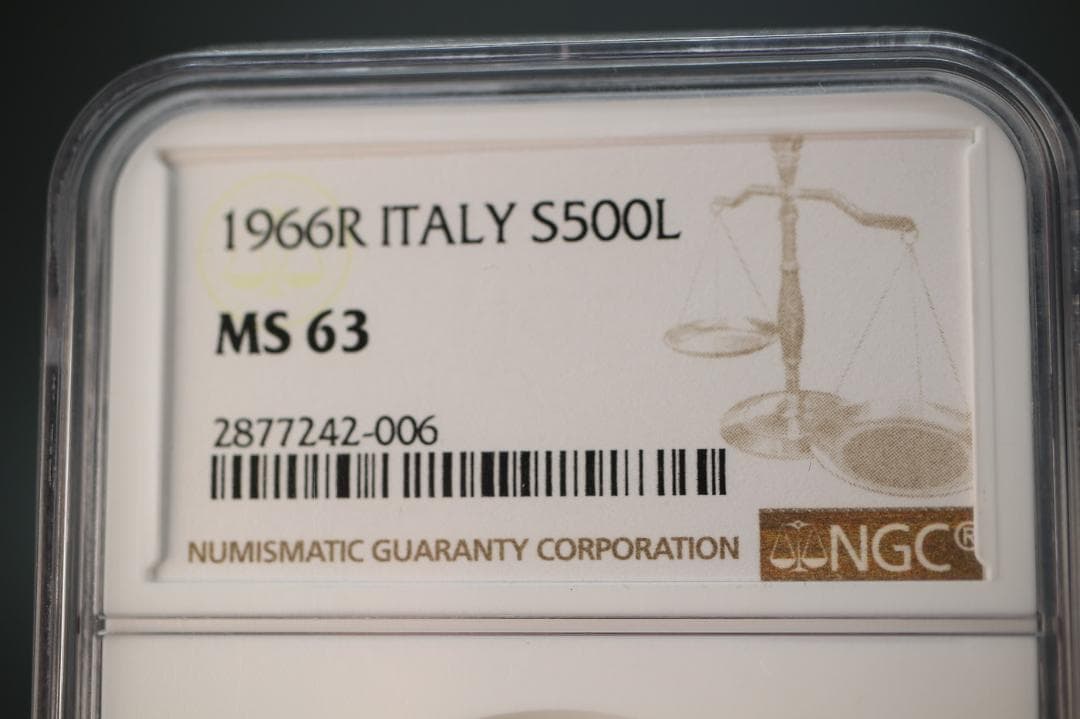 1966R ITALY S500L
MS 63
2877242-006
NUMISMATIC GUARANTY CORPORATION
NGC®